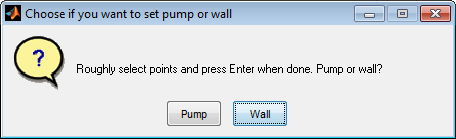 Choose if you want to set pump or wall
?
Roughly select points and press Enter when done. Pump or wall?
Pump
Wall